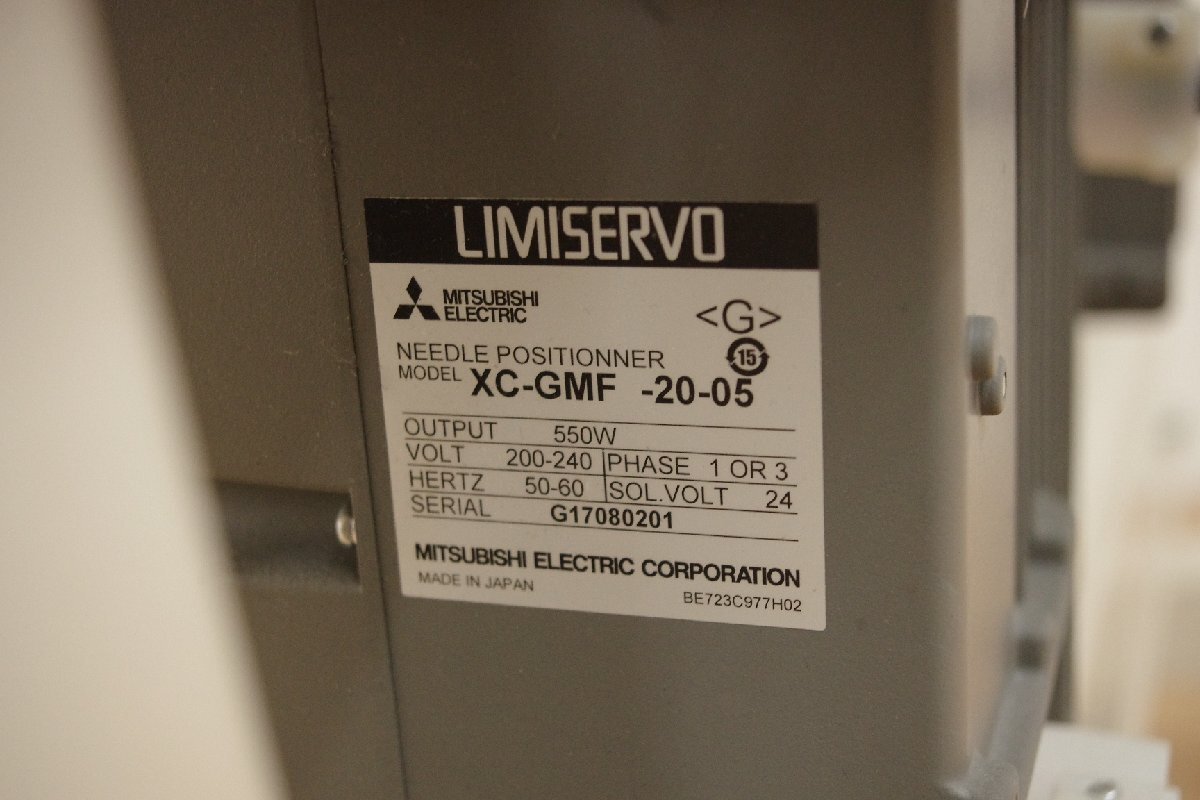 LIMISERVO
MITSUBISHI
ELECTRIC
<G>
15
NEEDLE POSITIONNER
MODEL XC-GMF -20-05
OUTPUT 550W
VOLT 200-240 PHASE 1 OR 3
HERTZ 50-60 SOL.VOLT 24
SERIAL G17080201
MITSUBISHI ELECTRIC CORPORATION
MADE IN JAPAN BE723C977H02